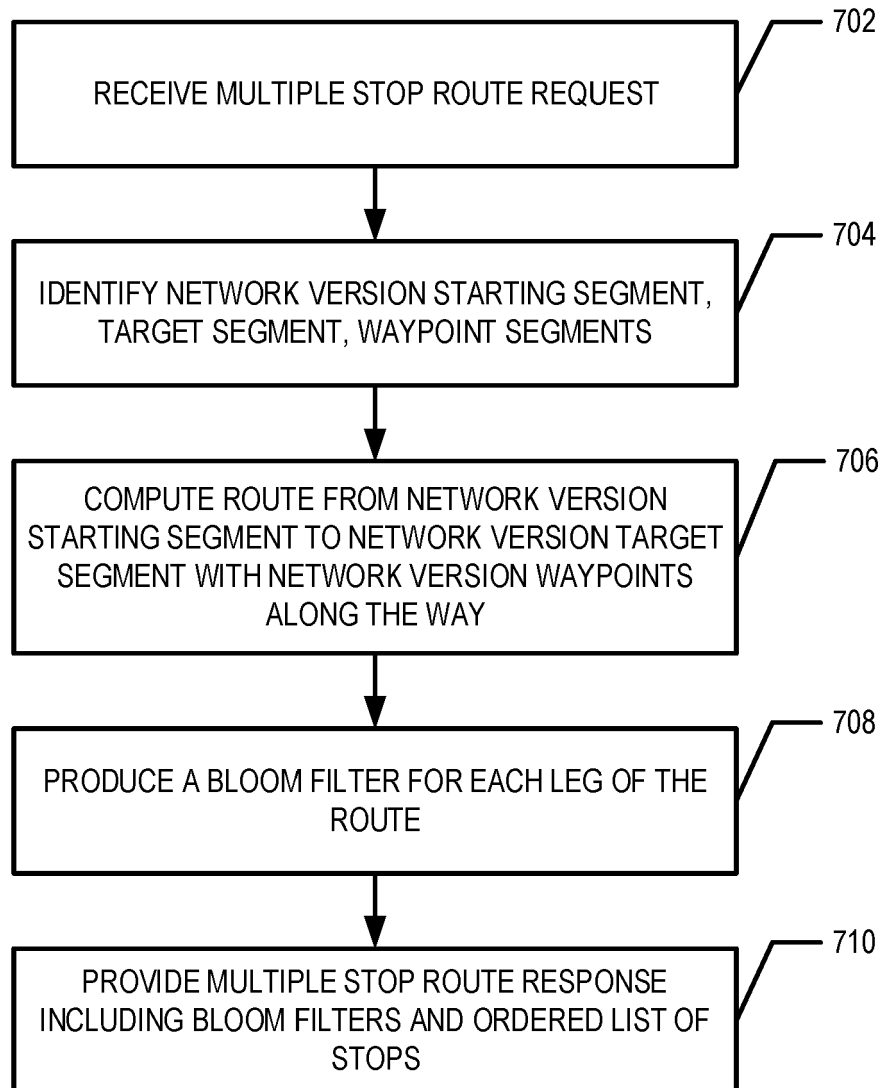 702
RECEIVE MULTIPLE STOP ROUTE REQUEST
704
IDENTIFY NETWORK VERSION STARTING SEGMENT,
TARGET SEGMENT, WAYPOINT SEGMENTS
706
COMPUTE ROUTE FROM NETWORK VERSION
STARTING SEGMENT TO NETWORK VERSION TARGET
SEGMENT WITH NETWORK VERSION WAYPOINTS
ALONG THE WAY
708
PRODUCE A BLOOM FILTER FOR EACH LEG OF THE
ROUTE
710
PROVIDE MULTIPLE STOP ROUTE RESPONSE
INCLUDING BLOOM FILTERS AND ORDERED LIST OF
STOPS